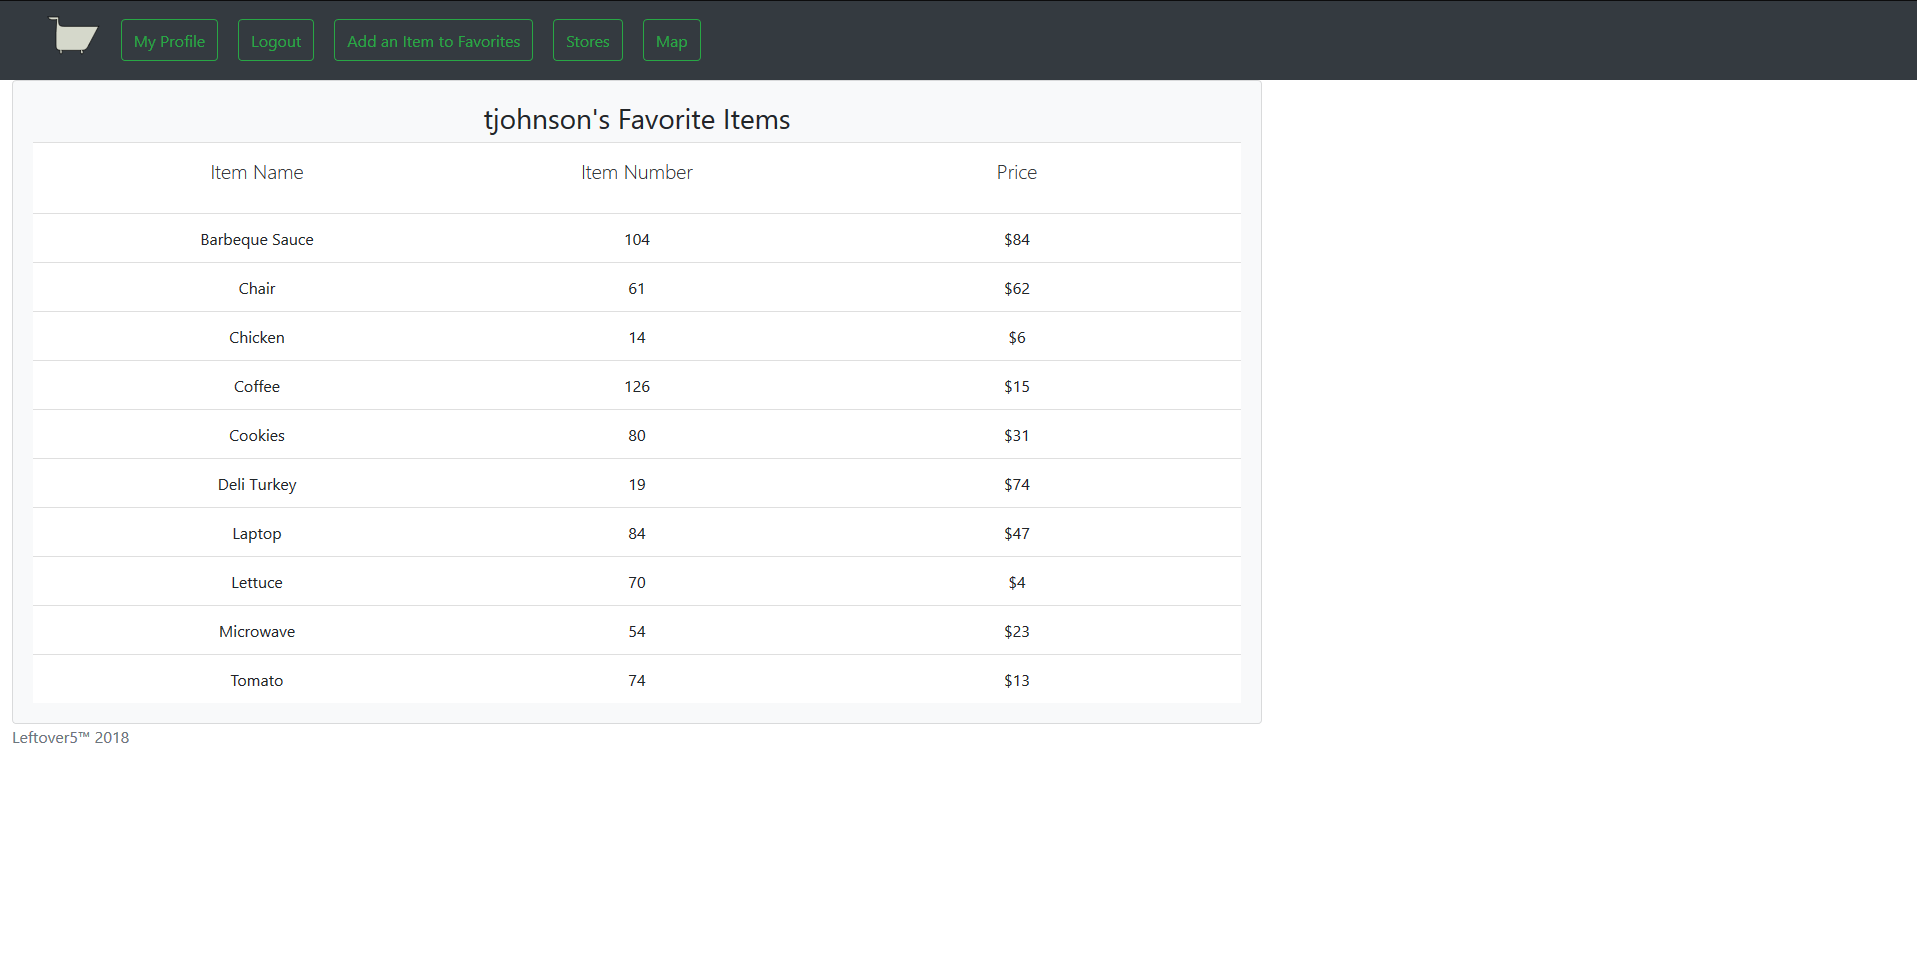 My Profile Logout Add an Item to Favorites Stores Map
tjohnson's Favorite Items
Item Name Item Number Price
Barbeque Sauce 104 $84
Chair 61 $62
Chicken 14 $6
Coffee 126 $15
Cookies 80 $31
Deli Turkey 19 $74
Laptop 84 $47
Lettuce 70 $4
Microwave 54 $23
Tomato 74 $13
Leftover5™ 2018